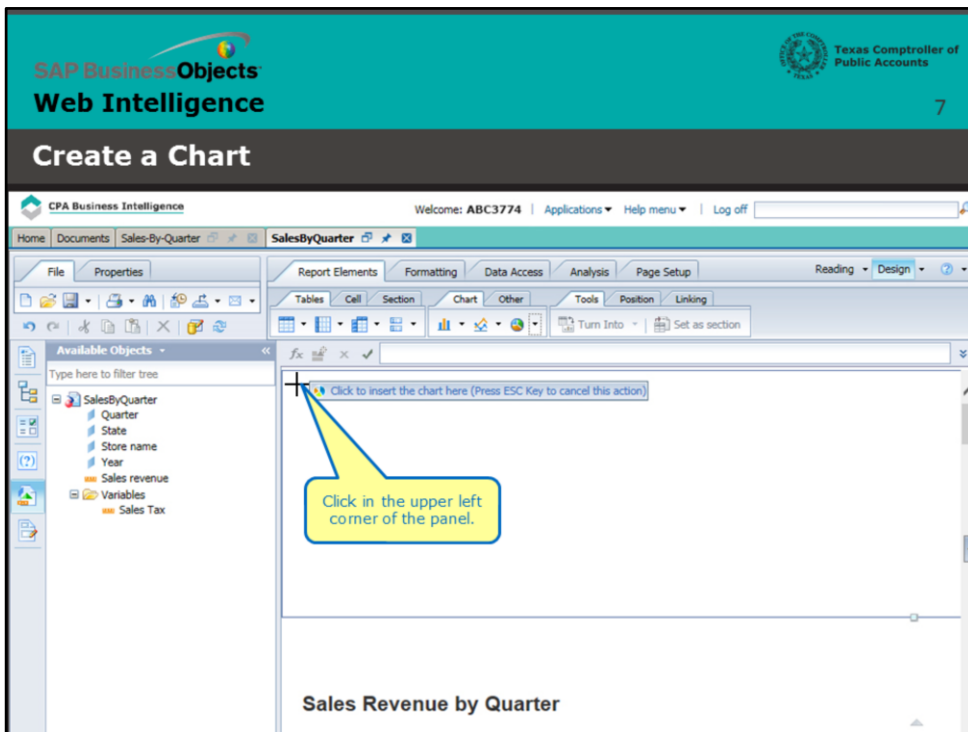 SAP BusinessObjects
Web Intelligence
Texas Comptroller of
Public Accounts
7
Create a Chart
CPA Business Intelligence
Welcome: ABC3774 | Applications Help menu | Log off
Home Documents Sales-By-Quarter SalesByQuarter
File Properties
Report Elements Formatting Data Access Analysis Page Setup
Reading Design
Tables Cell Section Chart Other Tools Position Linking
Turn Into Set as section
Available Objects
Type here to filter tree
SalesByQuarter
Quarter
State
Store name
Year
Sales revenue
Variables
Sales Tax
Click to insert the chart here (Press ESC Key to cancel this action)
Click in the upper left
corner of the panel.
Sales Revenue by Quarter